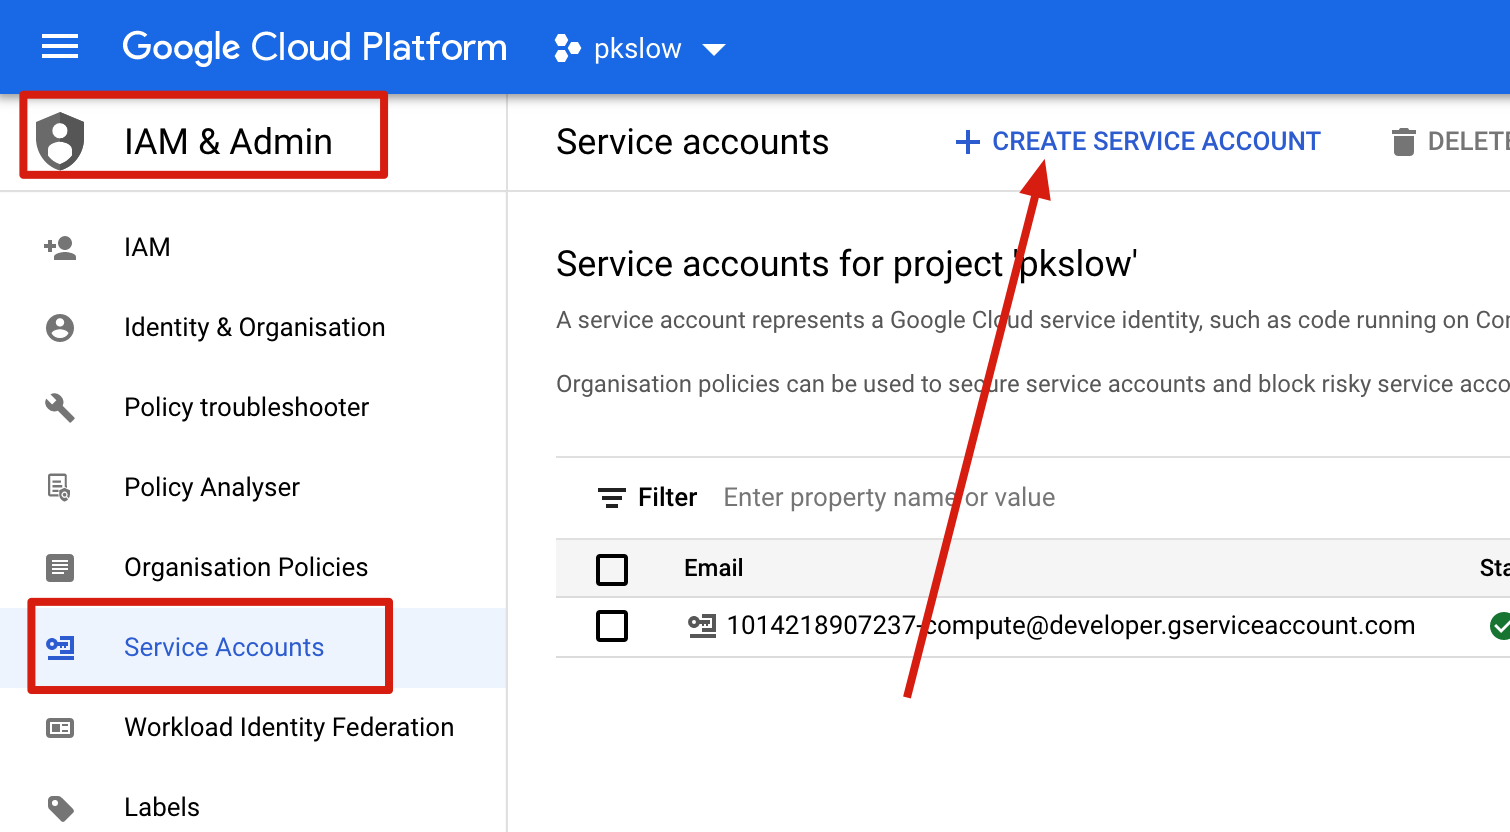 Google Cloud Platform pkslow
IAM & Admin
Service accounts
+ CREATE SERVICE ACCOUNT
DELETE
IAM
Identity & Organisation
Policy troubleshooter
Policy Analyser
Organisation Policies
Service Accounts
Workload Identity Federation
Labels
Service accounts for project 'pkslow'
A service account represents a Google Cloud service identity, such as code running on
Organisation policies can be used to secure service accounts and block risky service
Filter Enter property name or value
Email
1014218907237-compute@developer.gserviceaccount.com